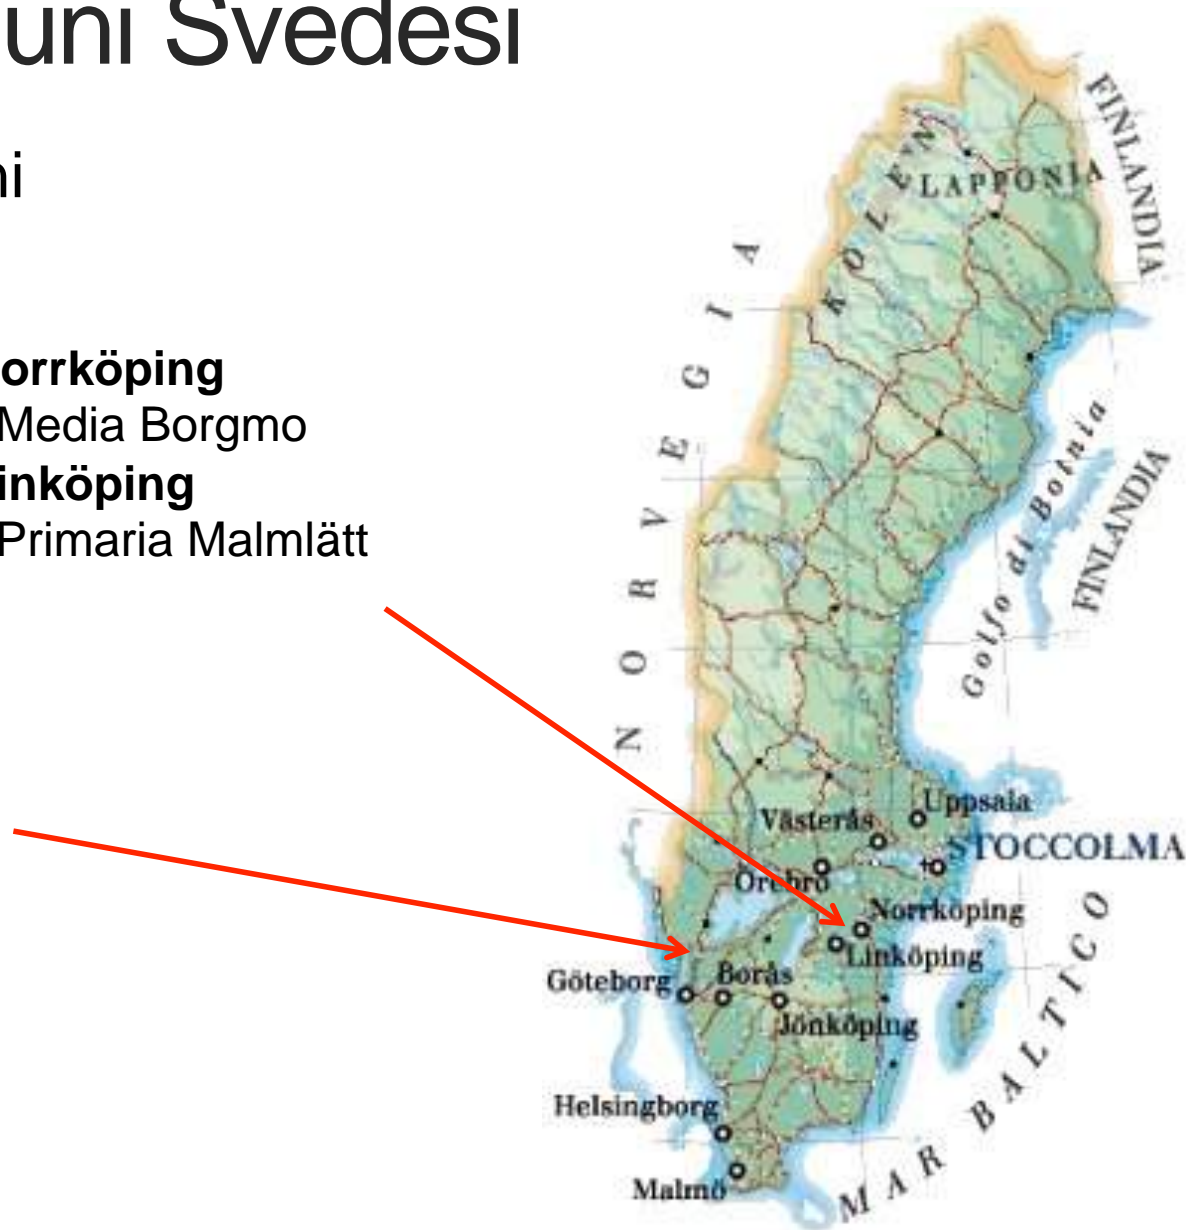 uni Svedesi
ni
orrköping
Media Borgmo
inköping
Primaria Malmlätt
FINLANDIA
LAPPONIA
KOLEN
NORVEGIA
Golfo di Botnia
FINLANDIA
Uppsala
Västerås
STOCCOLMA
Örebro
Norrköping
Linköping
Göteborg
Borås
Jönköping
Helsingborg
Malmö
MAR BALTICO